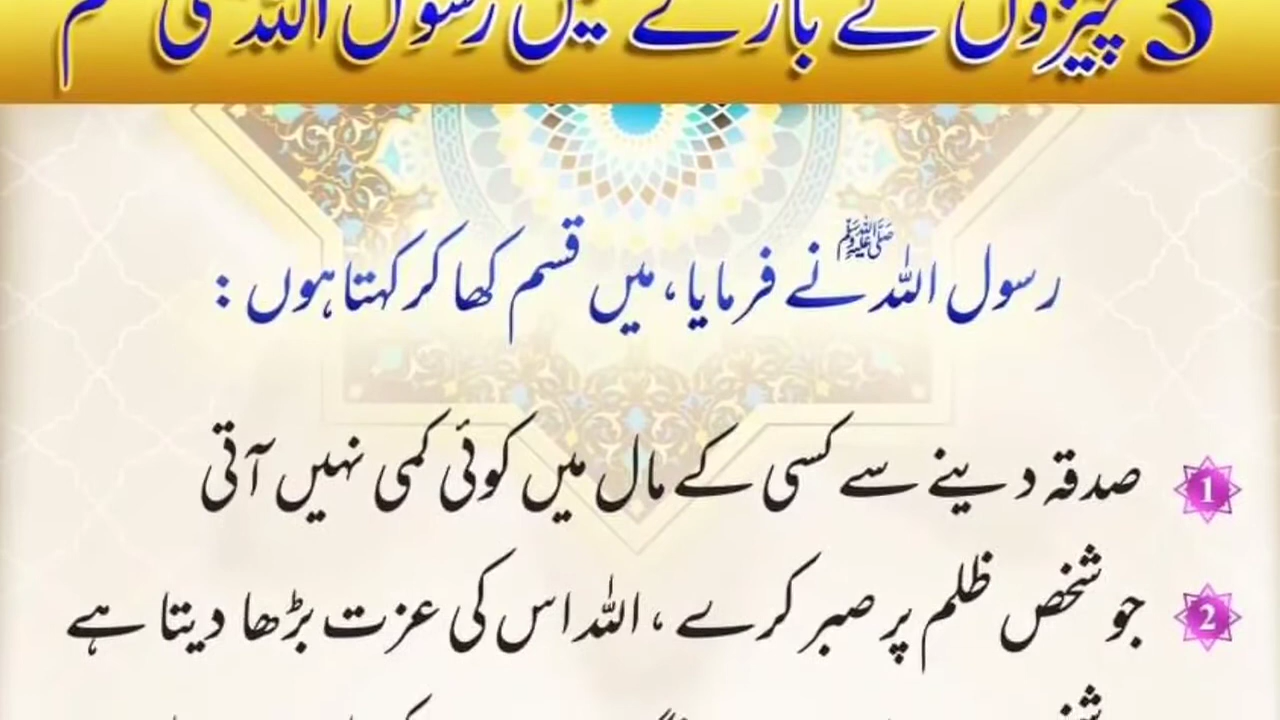 3 چیزوں کے بارے میں رسول اللہ کی قسم
رسول اللہ ﷺ نے فرمایا، میں قسم کھا کر کہتا ہوں :
1 صدقہ دینے سے کسی کے مال میں کوئی کمی نہیں آتی
2 جو شخص ظلم پر صبر کرے ، اللہ اس کی عزت بڑھا دیتا ہے